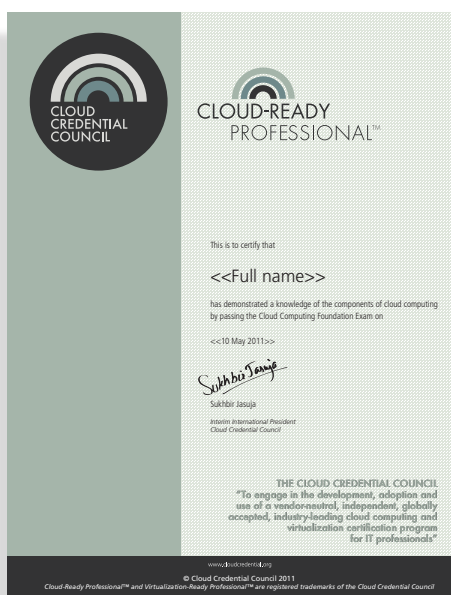 CLOUD
CREDENTIAL
COUNCIL
CLOUD-READY
PROFESSIONAL™
This is to certify that
<<Full name>>
has demonstrated a knowledge of the components of cloud computing
by passing the Cloud Computing Foundation Exam on
<<10 May 2011>>
Sukhbir Jasuja
Sukhbir Jasuja
Interim International President
Cloud Credential Council
THE CLOUD CREDENTIAL COUNCIL
"To engage in the development, adoption and
use of a vendor-neutral, independent, globally
accepted, industry-leading cloud computing and
virtualization certification program
for IT professionals"
www.cloudcredential.org
© Cloud Credential Council 2011
Cloud-Ready Professional™ and Virtualization-Ready Professional™ are registered trademarks of the Cloud Credential Council